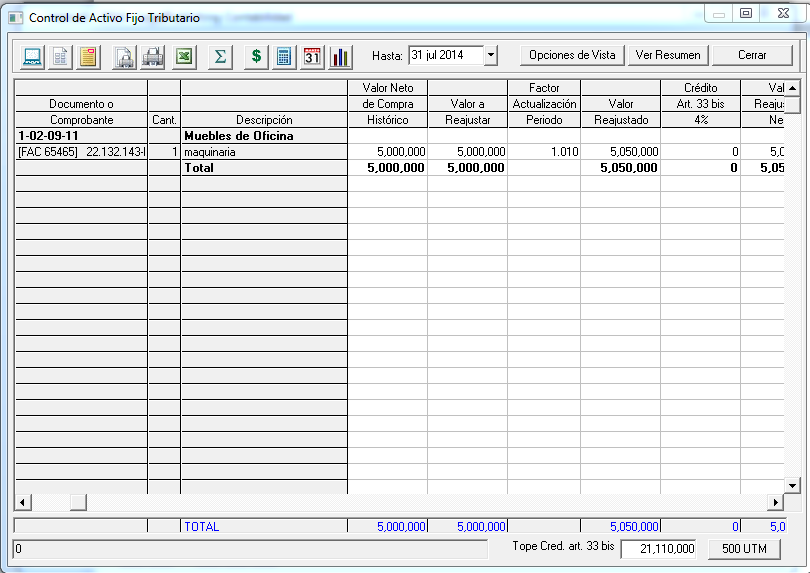 Control de Activo Fijo Tributario
31
Hasta: 31 jul 2014 Opciones de Vista Ver Resumen Cerrar
Valor Neto Factor Crédito Val
Documento o de Compra Valor a Actualización Valor Art. 33 bis Reaju
Comprobante Cant. Descripción Histórico Reajustar Periodo Reajustado 4% Ne
1-02-09-11 Muebles de Oficina
[FAC 65465] 22.132.143- 1 maquinaria 5,000,000 5,000,000 1.010 5,050,000 0 5,0
Total 5,000,000 5,000,000 5,050,000 0 5,05
TOTAL 5,000,000 5,000,000 5,050,000 0 5,0
0 Tope Cred. art. 33 bis 21,110,000 500 UTM